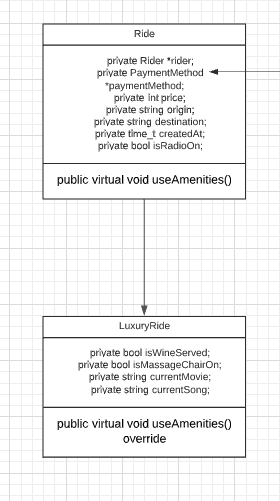 Ride
private Rider *rider;
private PaymentMethod
*paymentMethod;
private int price;
private string origin;
private string destination;
private time_t createdAt;
private bool isRadioOn;
public virtual void useAmenities()
LuxuryRide
private bool isWineServed;
private bool isMassageChairOn;
private string currentMovie;
private string currentSong;
public virtual void useAmenities()
override